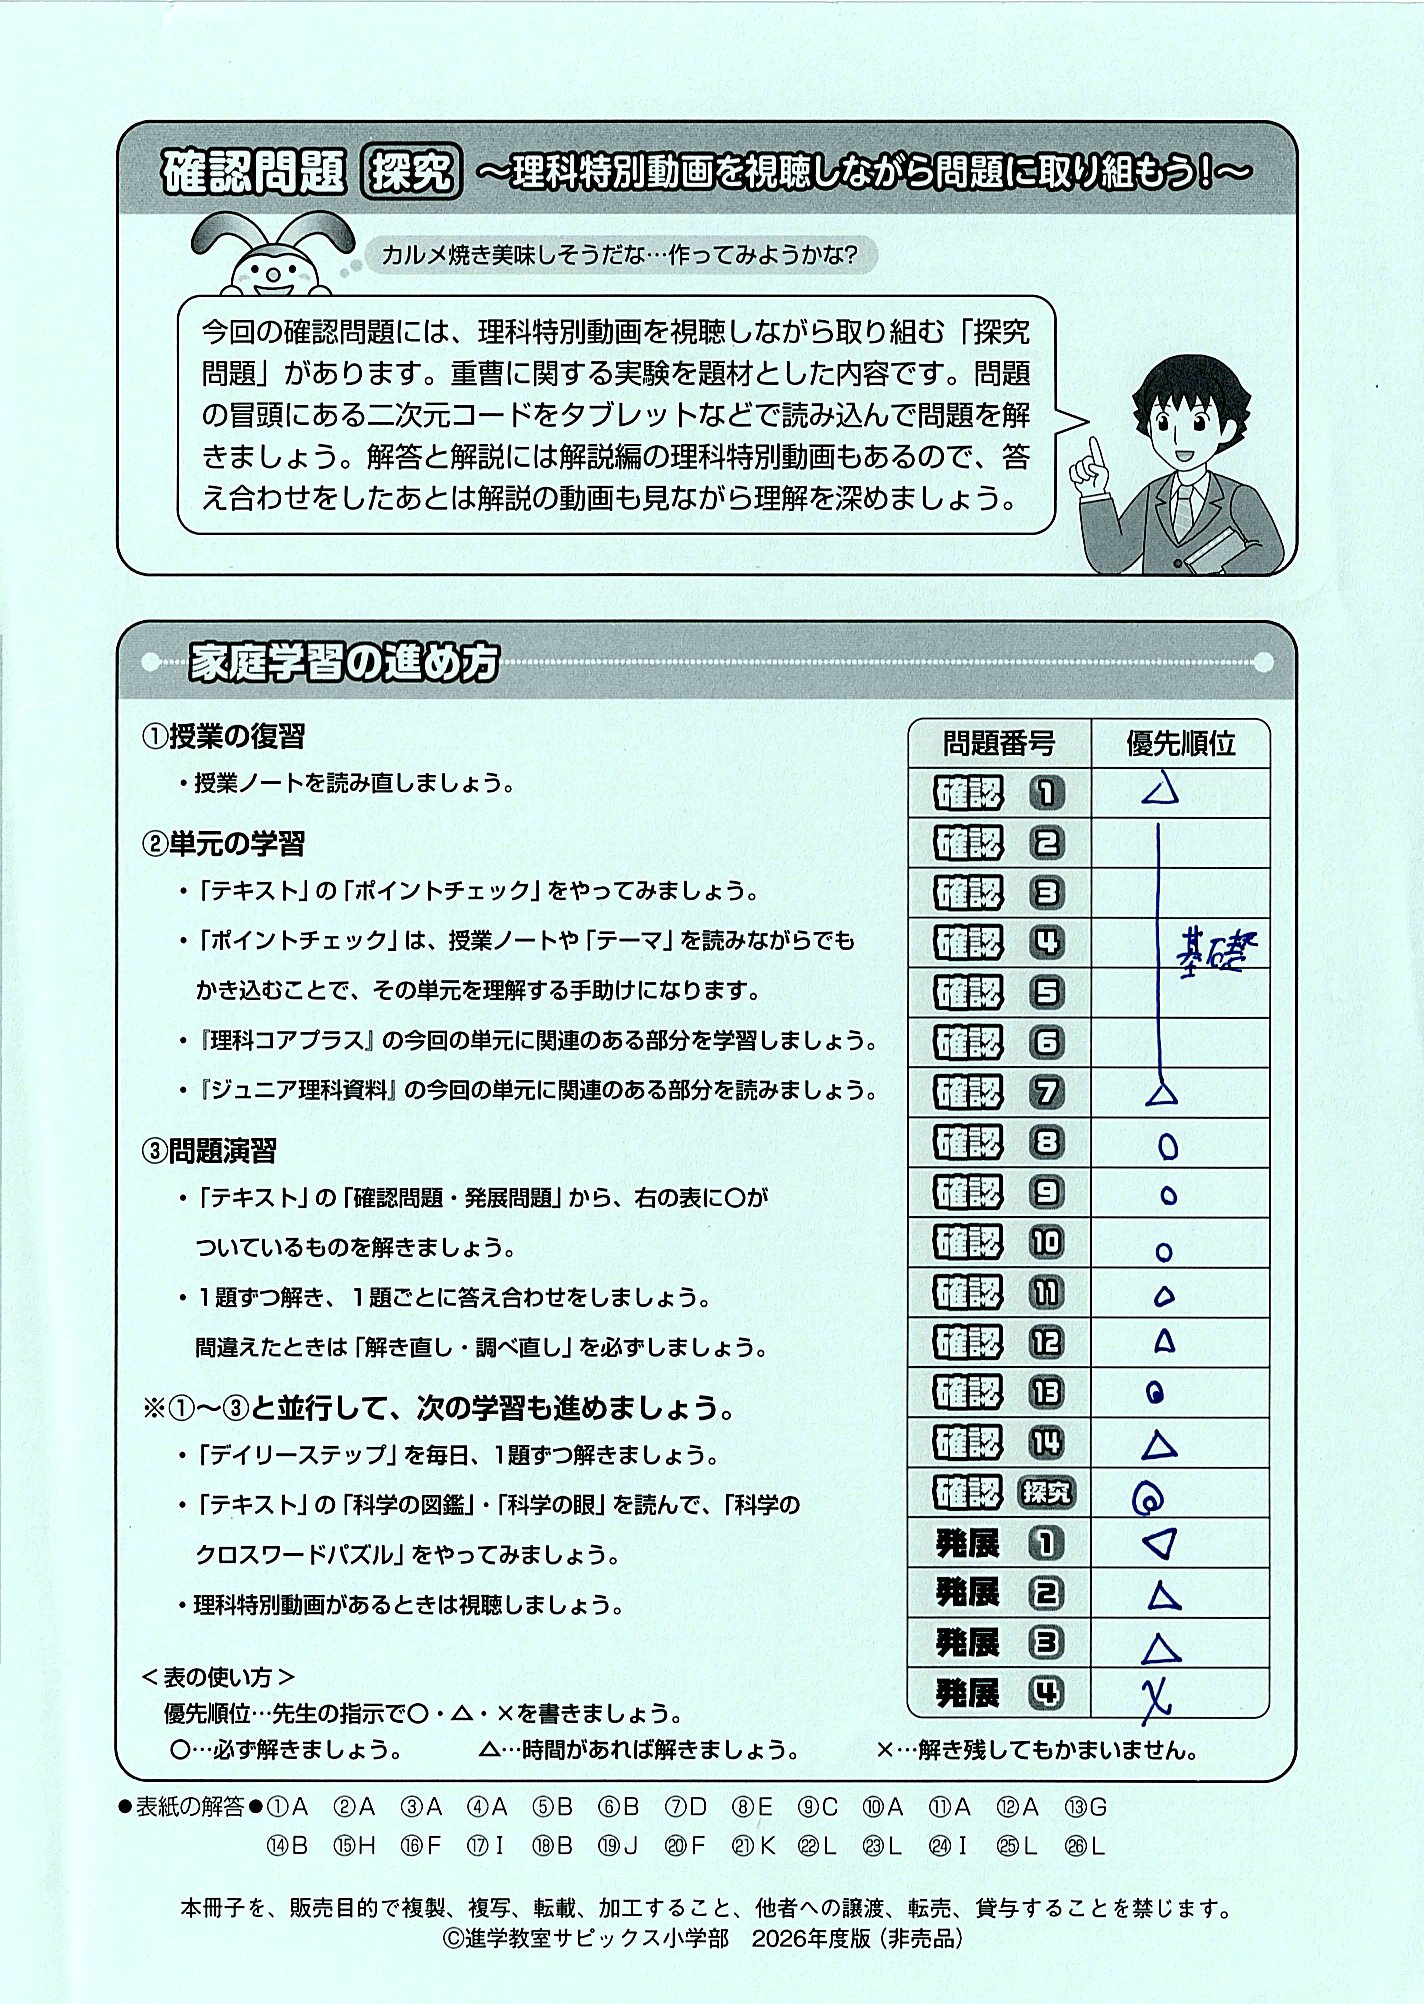 確認問題 探究 ～理科特別動画を視聴しながら問題に取り組もう！～
カルメ焼き美味しそうだな…作ってみようかな？
今回の確認問題には、理科特別動画を視聴しながら取り組む「探究
問題」があります。重曹に関する実験を題材とした内容です。問題
の冒頭にある二次元コードをタブレットなどで読み込んで問題を解
きましょう。解答と解説には解説編の理科特別動画もあるので、答
え合わせをしたあとは解説の動画も見ながら理解を深めましょう。
家庭学習の進め方
①授業の復習
・授業ノートを読み直しましょう。
②単元の学習
・「テキスト」の「ポイントチェック」をやってみましょう。
・「ポイントチェック」は、授業ノートや「テーマ」を読みながらでも
かき込むことで、その単元を理解する手助けになります。
・『理科コアプラス』の今回の単元に関連のある部分を学習しましょう。
・『ジュニア理科資料』の今回の単元に関連のある部分を読みましょう。
③問題演習
・「テキスト」の「確認問題・発展問題」から、右の表に〇が
ついているものを解きましょう。
・１題ずつ解き、１題ごとに答え合わせをしましょう。
間違えたときは「解き直し・調べ直し」を必ずしましょう。
※①～③と並行して、次の学習も進めましょう。
・「デイリーステップ」を毎日、1題ずつ解きましょう。
・「テキスト」の「科学の図鑑」・「科学の眼」を読んで、「科学の
クロスワードパズル」をやってみましょう。
・理科特別動画があるときは視聴しましょう。
問題番号 優先順位
確認 1 △
確認 2
確認 3
確認 4 基礎
確認 5
確認 6
確認 7 △
確認 8 〇
確認 9 〇
確認 10 〇
確認 11 △
確認 12 △
確認 13 ◎
確認 14 △
確認 探究 ◎
発展 1 △
発展 2 △
発展 3 △
発展 4 ×
＜表の使い方＞
優先順位…先生の指示で〇・△・×を書きましょう。
〇…必ず解きましょう。 △…時間があれば解きましょう。 ×…解き残してもかまいません。
●表紙の解答●①A ②A ③A ④A ⑤B ⑥B ⑦D ⑧E ⑨C ⑩A ⑪A ⑫A ⑬G
⑭B ⑮H ⑯F ⑰I ⑱B ⑲J ⑳F ㉑K ㉒L ㉓L ㉔I ㉕L ㉖L
本冊子を、販売目的で複製、複写、転載、加工すること、他者への譲渡、転売、貸与することを禁じます。
Ⓒ進学教室サピックス小学部 2026年度版（非売品）